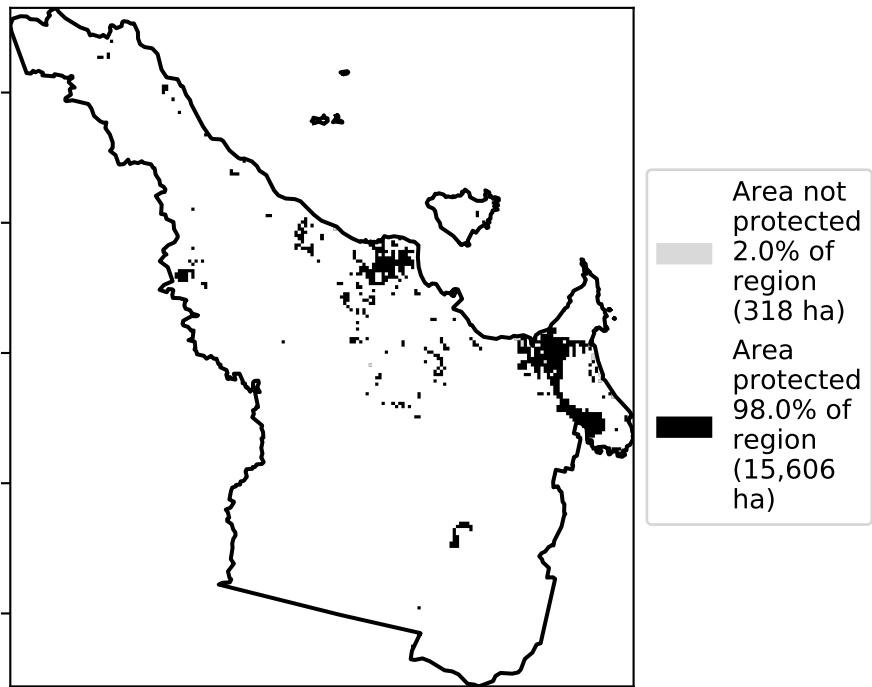 Area not
protected
2.0% of
region
(318 ha)
Area
protected
98.0% of
region
(15,606
ha)